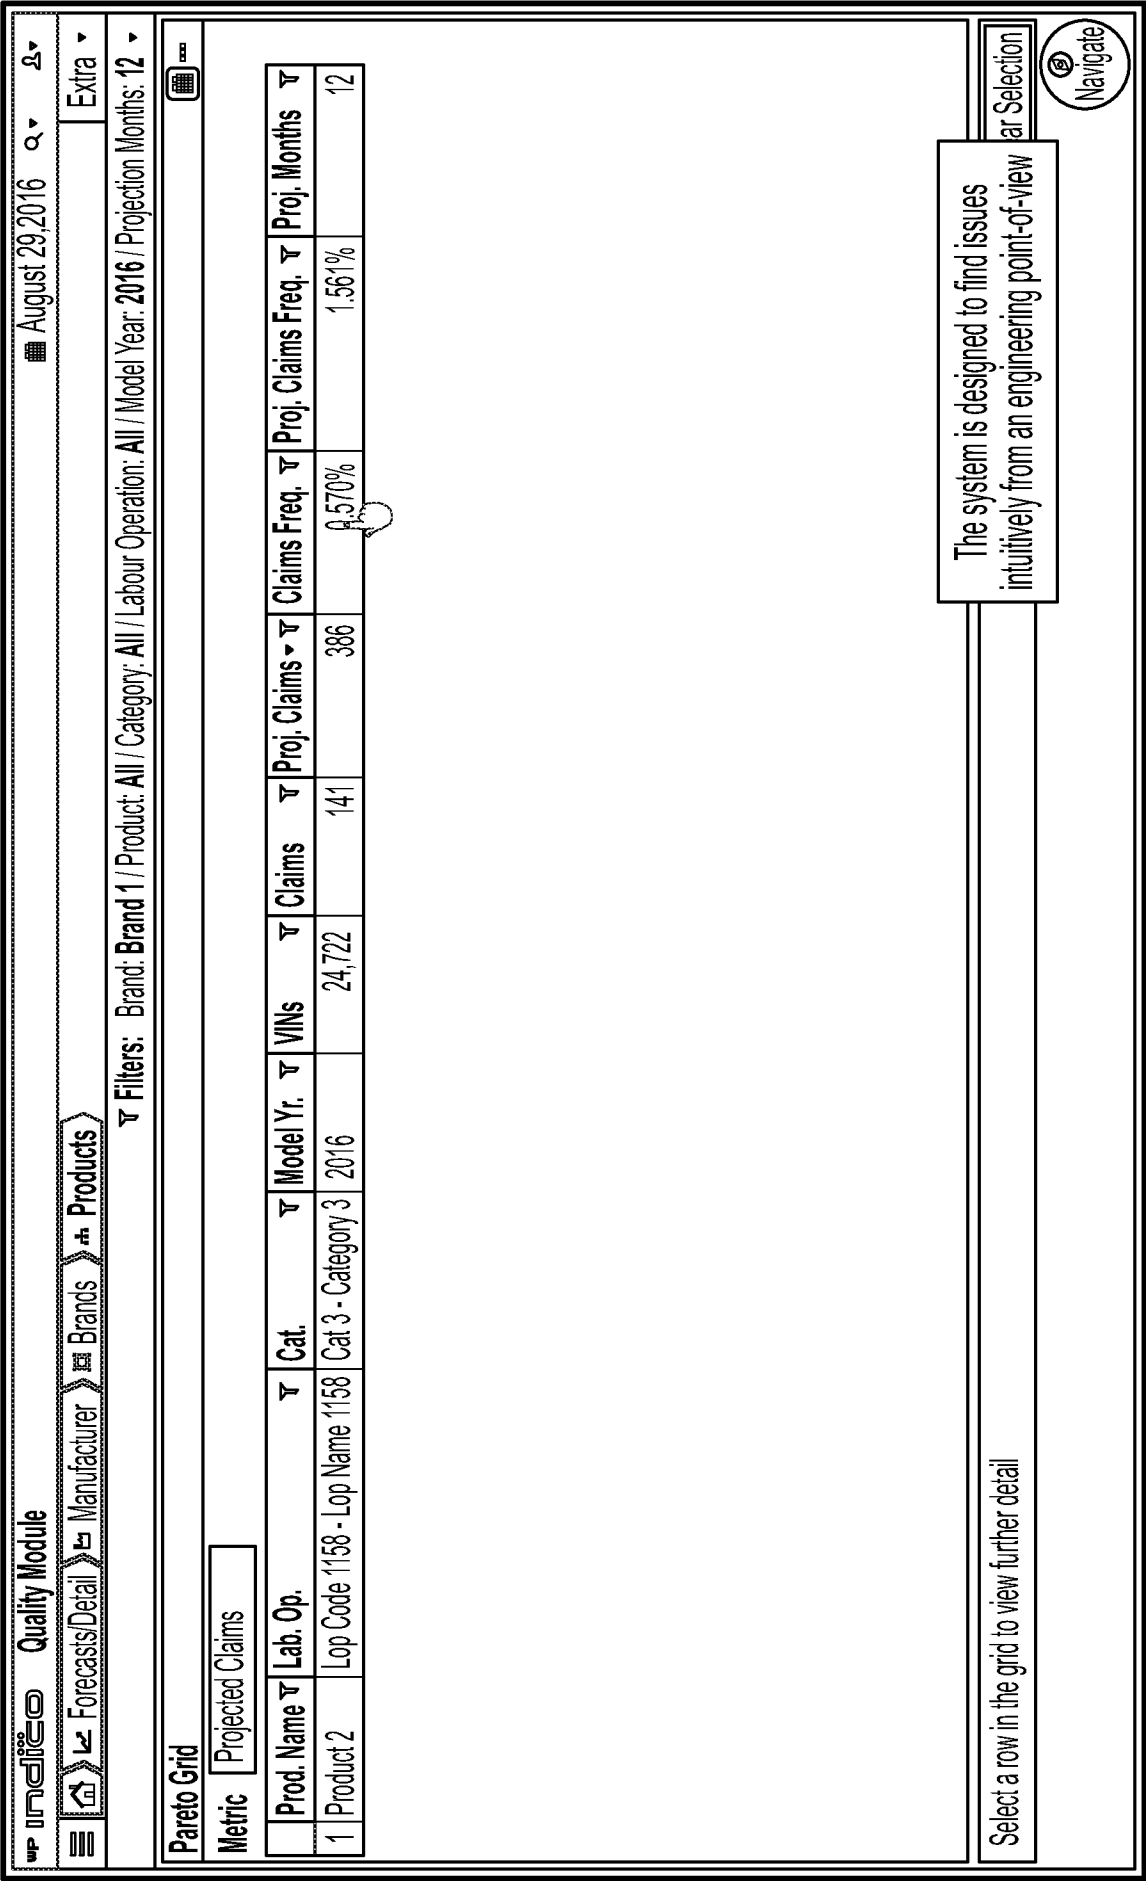 wp indico Quality Module August 29,2016
Forecasts/Detail Manufacturer Brands Products Extra
Filters: Brand: Brand 1 / Product: All / Category: All / Labour Operation: All / Model Year: 2016 / Projection Months: 12
Pareto Grid
Metric Projected Claims
Prod. Name Lab. Op. Cat. Model Yr. VINs Claims Proj. Claims Claims Freq. Proj. Claims Freq. Proj. Months
1 Product 2 Lop Code 1158 - Lop Name 1158 Cat 3 - Category 3 2016 24,722 141 386 0.570% 1.561% 12
The system is designed to find issues
intuitively from an engineering point-of-view
Select a row in the grid to view further detail ar Selection
Navigate